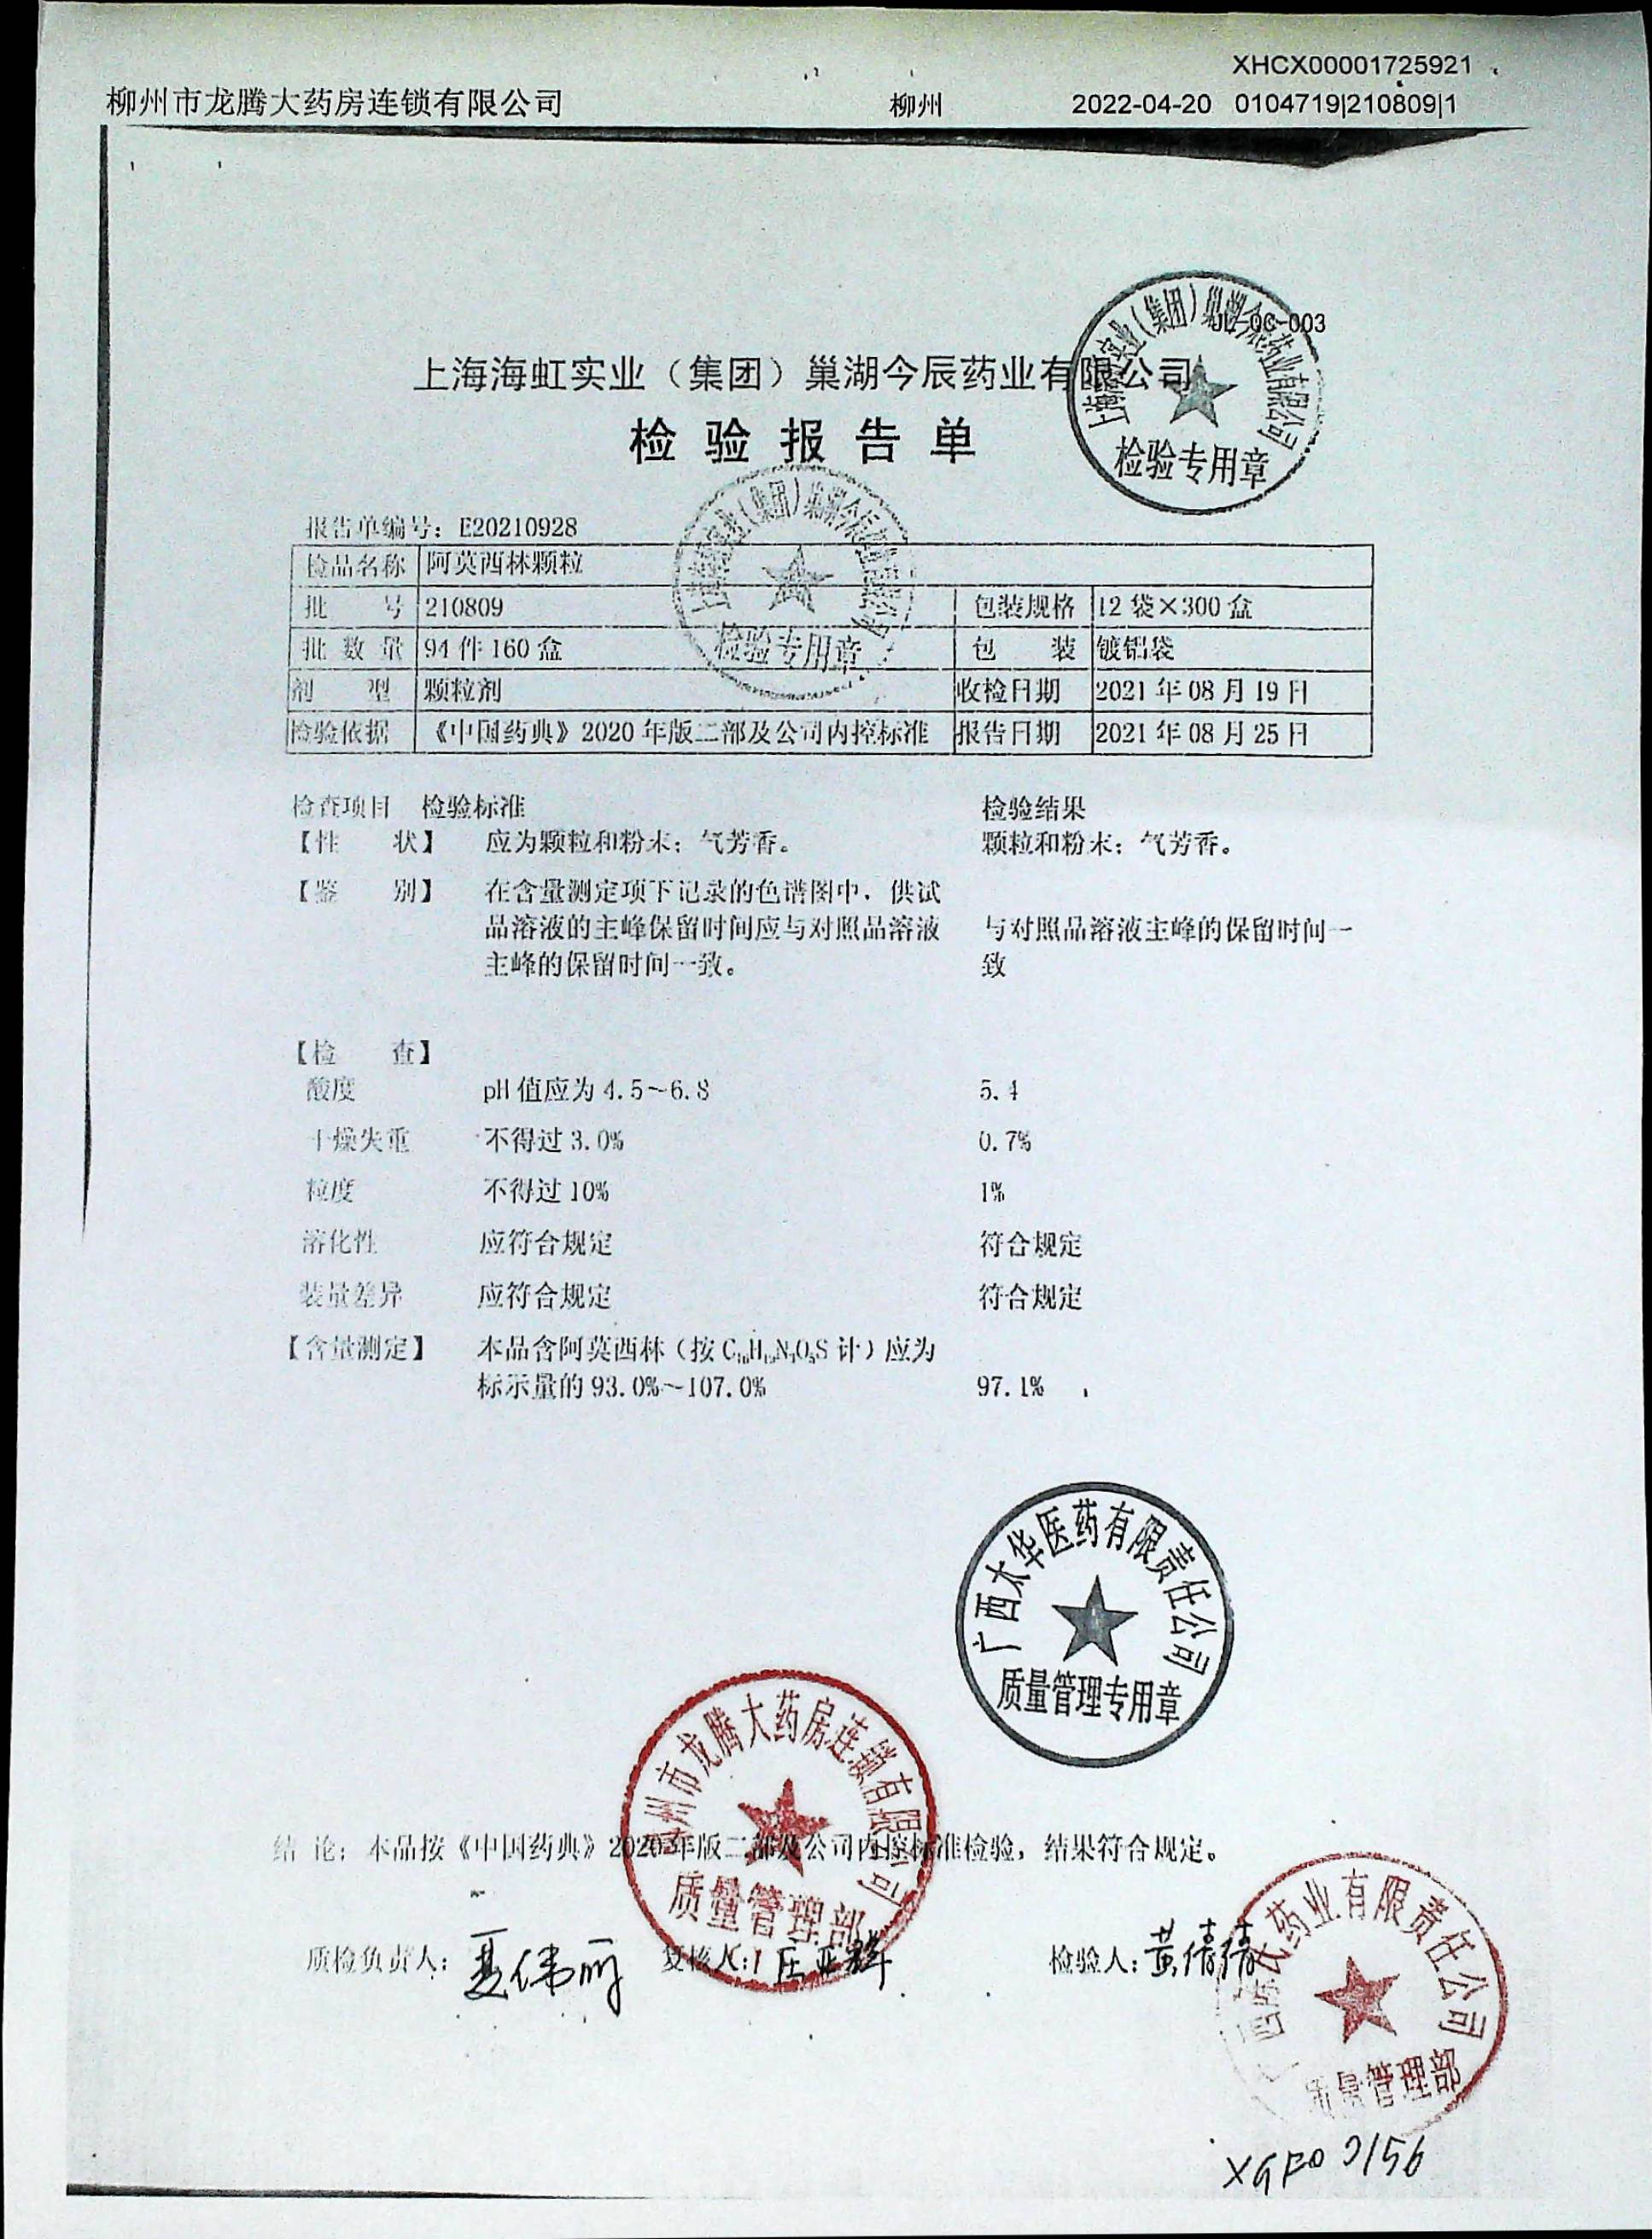 XHCX00001725921
柳州市龙腾大药房连锁有限公司 柳州 2022-04-20 0104719|210809|1
JL-QC-003
上海海虹实业（集团）巢湖今辰药业有限公司
检验报告单
检验专用章
报告单编号：E20210928
检品名称 阿莫西林颗粒
批 号 210809 包装规格 12袋×300盒
批 数 量 94件160盒 包 装 镀铝袋
检验专用章
剂 型 颗粒剂 收检日期 2021年08月19日
检验依据 《中国药典》2020年版二部及公司内控标准 报告日期 2021年08月25日
检查项目 检验标准 检验结果
【性 状】 应为颗粒和粉末；气芳香。 颗粒和粉末；气芳香。
【鉴 别】 在含量测定项下记录的色谱图中，供试
品溶液的主峰保留时间应与对照品溶液 与对照品溶液主峰的保留时间一
主峰的保留时间一致。 致
【检 查】
酸度 pH值应为4.5～6.8 5.4
干燥失重 不得过3.0% 0.7%
粒度 不得过10% 1%
溶化性 应符合规定 符合规定
装量差异 应符合规定 符合规定
【含量测定】 本品含阿莫西林（按C₁₆H₁₉N₃O₅S计）应为
标示量的93.0%～107.0% 97.1%
广西太华医药有限责任公司
质量管理专用章
柳州市龙腾大药房连锁有限公司
结 论：本品按《中国药典》2020年版二部及公司内控标准检验，结果符合规定。
质量管理部
药业有限责任公司
质检负责人：聂伟丽 复核人：庄亚辉 检验人：黄倩倩
质量管理部